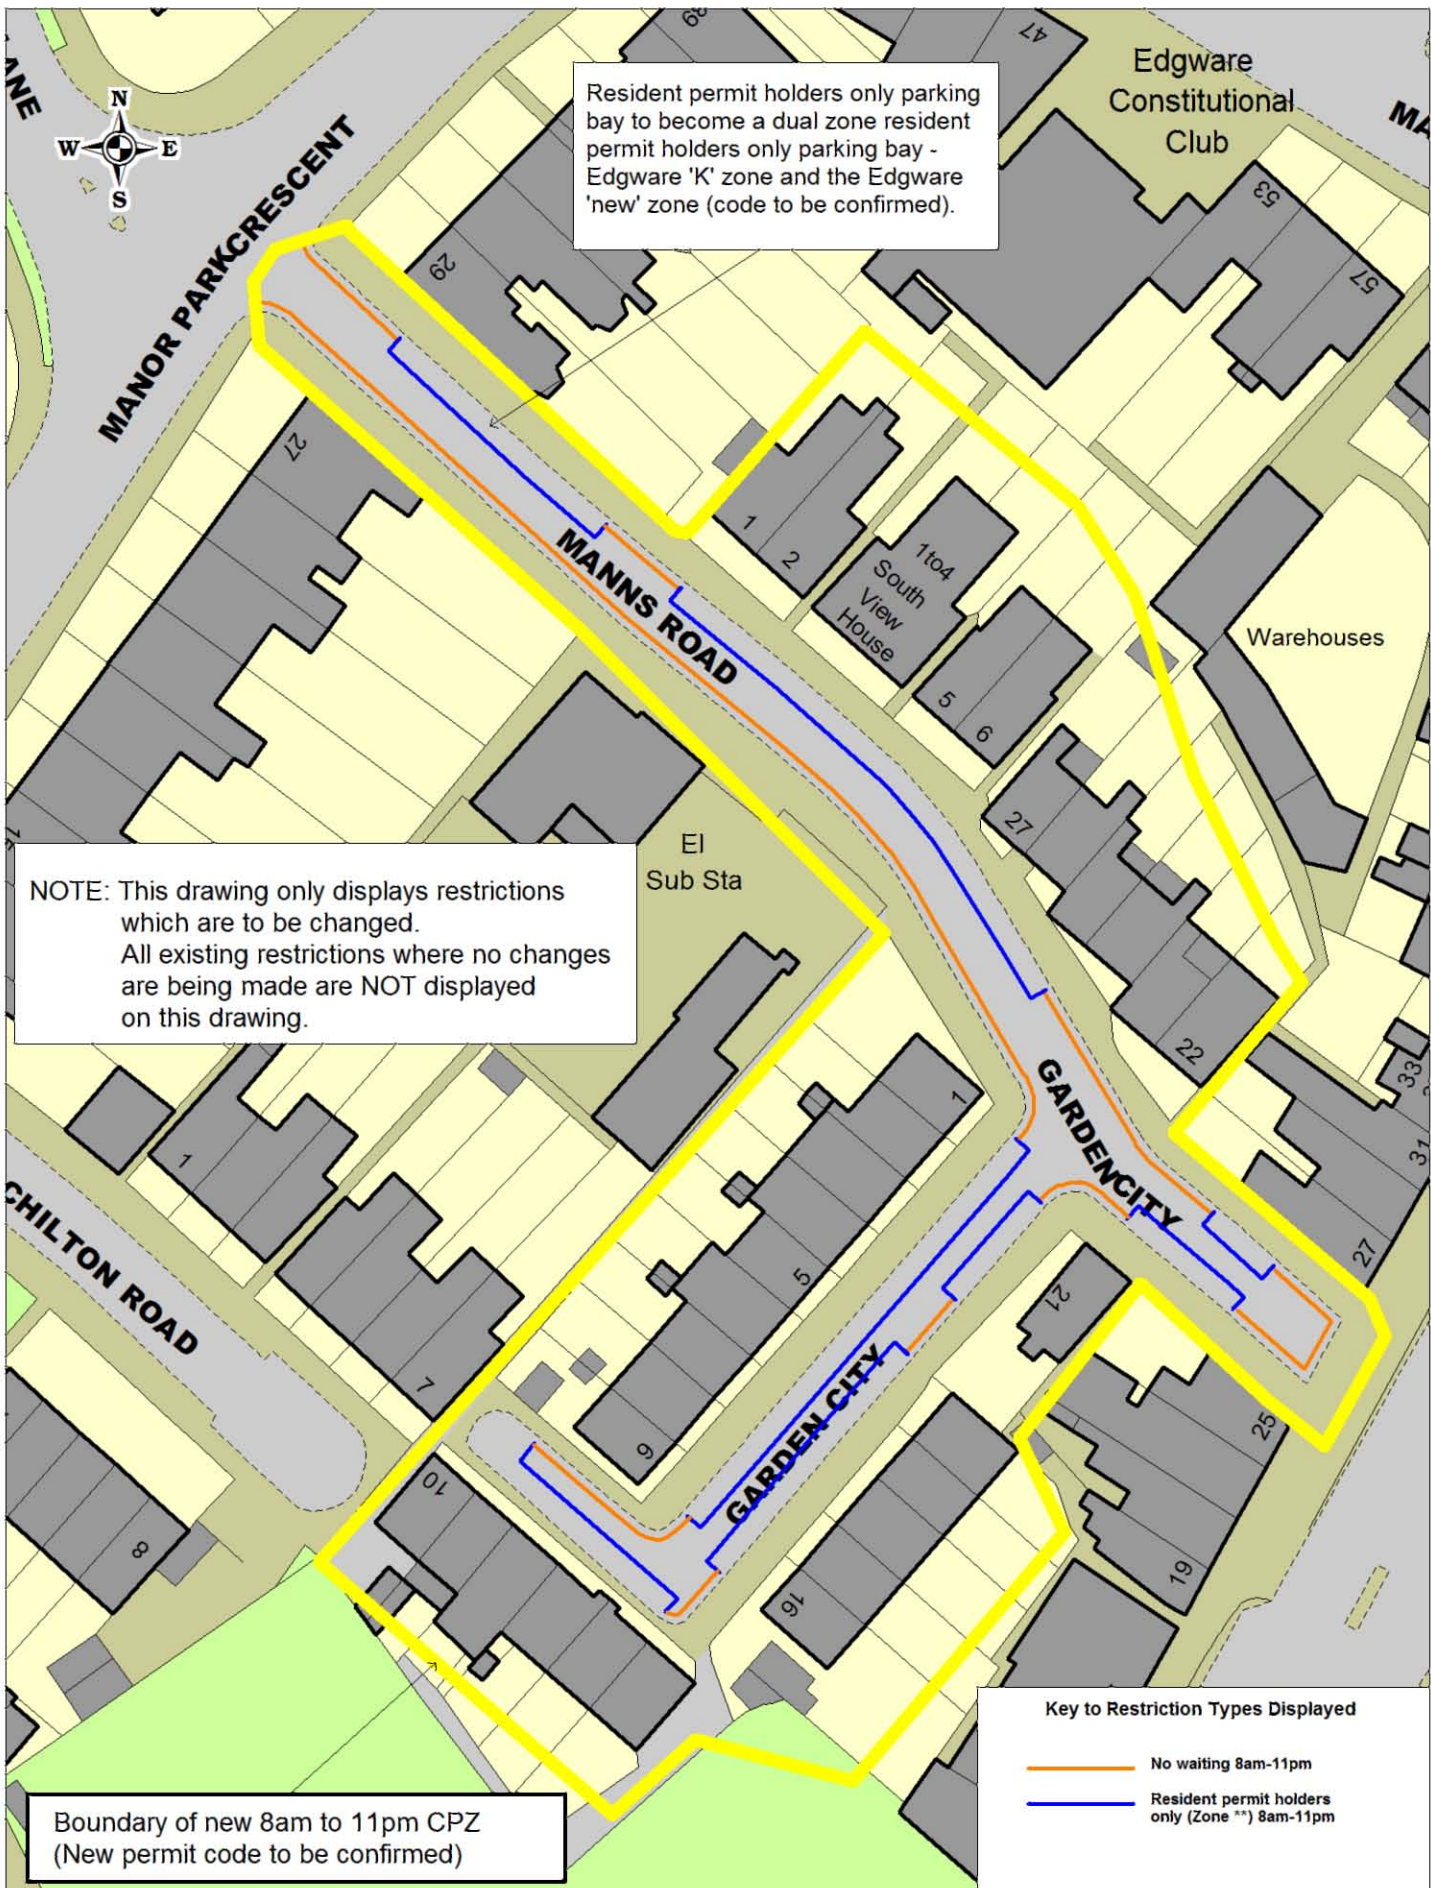 ANE
N
W E
S
MANOR PARKCRESCENT
39
47
Edgware
Constitutional
Club
MA
Resident permit holders only parking
bay to become a dual zone resident
permit holders only parking bay -
Edgware 'K' zone and the Edgware
'new' zone (code to be confirmed).
53
57
29
27
1
2
MANNS ROAD
1to4
South
View
House
5
6
Warehouses
27
El
Sub Sta
NOTE: This drawing only displays restrictions
which are to be changed.
All existing restrictions where no changes
are being made are NOT displayed
on this drawing.
22
33
31
27
GARDENCITY
1
5
9
1
7
CHILTON ROAD
21
25
19
GARDEN CITY
10
8
16
Key to Restriction Types Displayed
No waiting 8am-11pm
Resident permit holders
only (Zone **) 8am-11pm
Boundary of new 8am to 11pm CPZ
(New permit code to be confirmed)